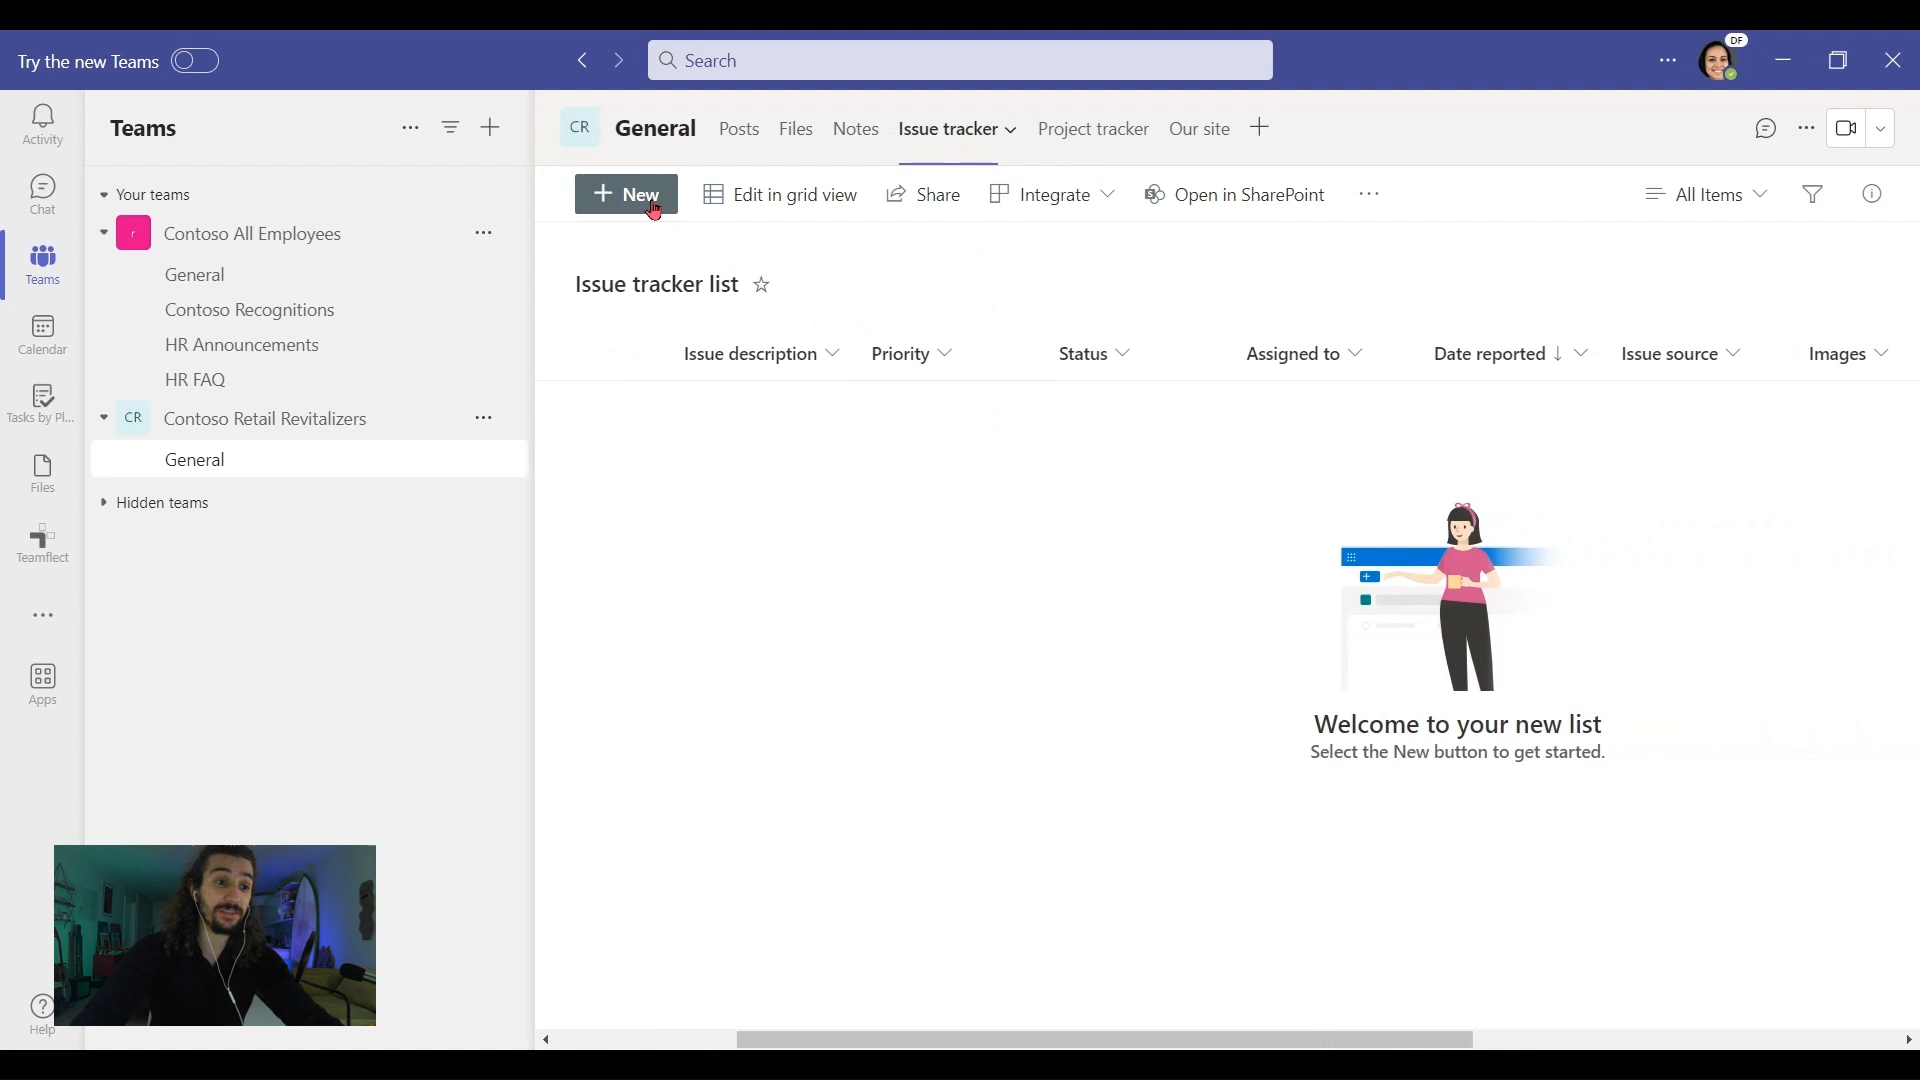 Try the new Teams
Search
DF
Activity
Chat
Teams
Calendar
Tasks by Pl...
Files
Teamflect
Apps
Help
Teams
Your teams
r Contoso All Employees
General
Contoso Recognitions
HR Announcements
HR FAQ
CR Contoso Retail Revitalizers
General
Hidden teams
CR General Posts Files Notes Issue tracker Project tracker Our site
New Edit in grid view Share Integrate Open in SharePoint All Items
Issue tracker list
Issue description Priority Status Assigned to Date reported Issue source Images
Welcome to your new list
Select the New button to get started.